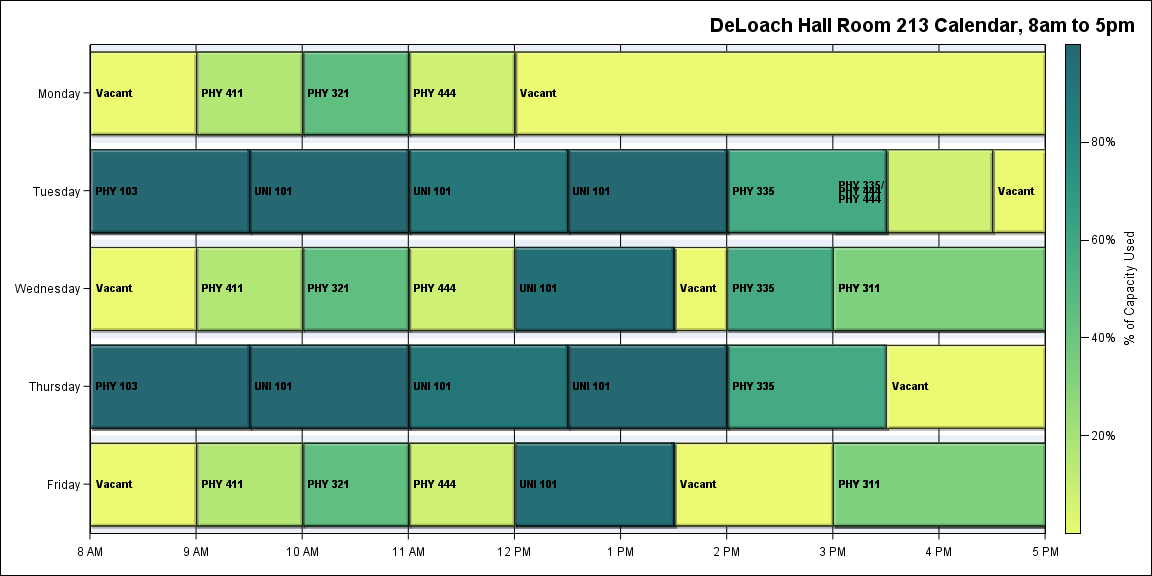 DeLoach Hall Room 213 Calendar, 8am to 5pm
Monday
Vacant
PHY 411
PHY 321
PHY 444
Vacant
Tuesday
PHY 103
UNI 101
UNI 101
UNI 101
PHY 335
PHY 335/
PHY 444
PHY 444
Vacant
Wednesday
Vacant
PHY 411
PHY 321
PHY 444
UNI 101
Vacant
PHY 335
PHY 311
Thursday
PHY 103
UNI 101
UNI 101
UNI 101
PHY 335
Vacant
Friday
Vacant
PHY 411
PHY 321
PHY 444
UNI 101
Vacant
PHY 311
8 AM
9 AM
10 AM
11 AM
12 PM
1 PM
2 PM
3 PM
4 PM
5 PM
80%
60%
40%
20%
% of Capacity Used